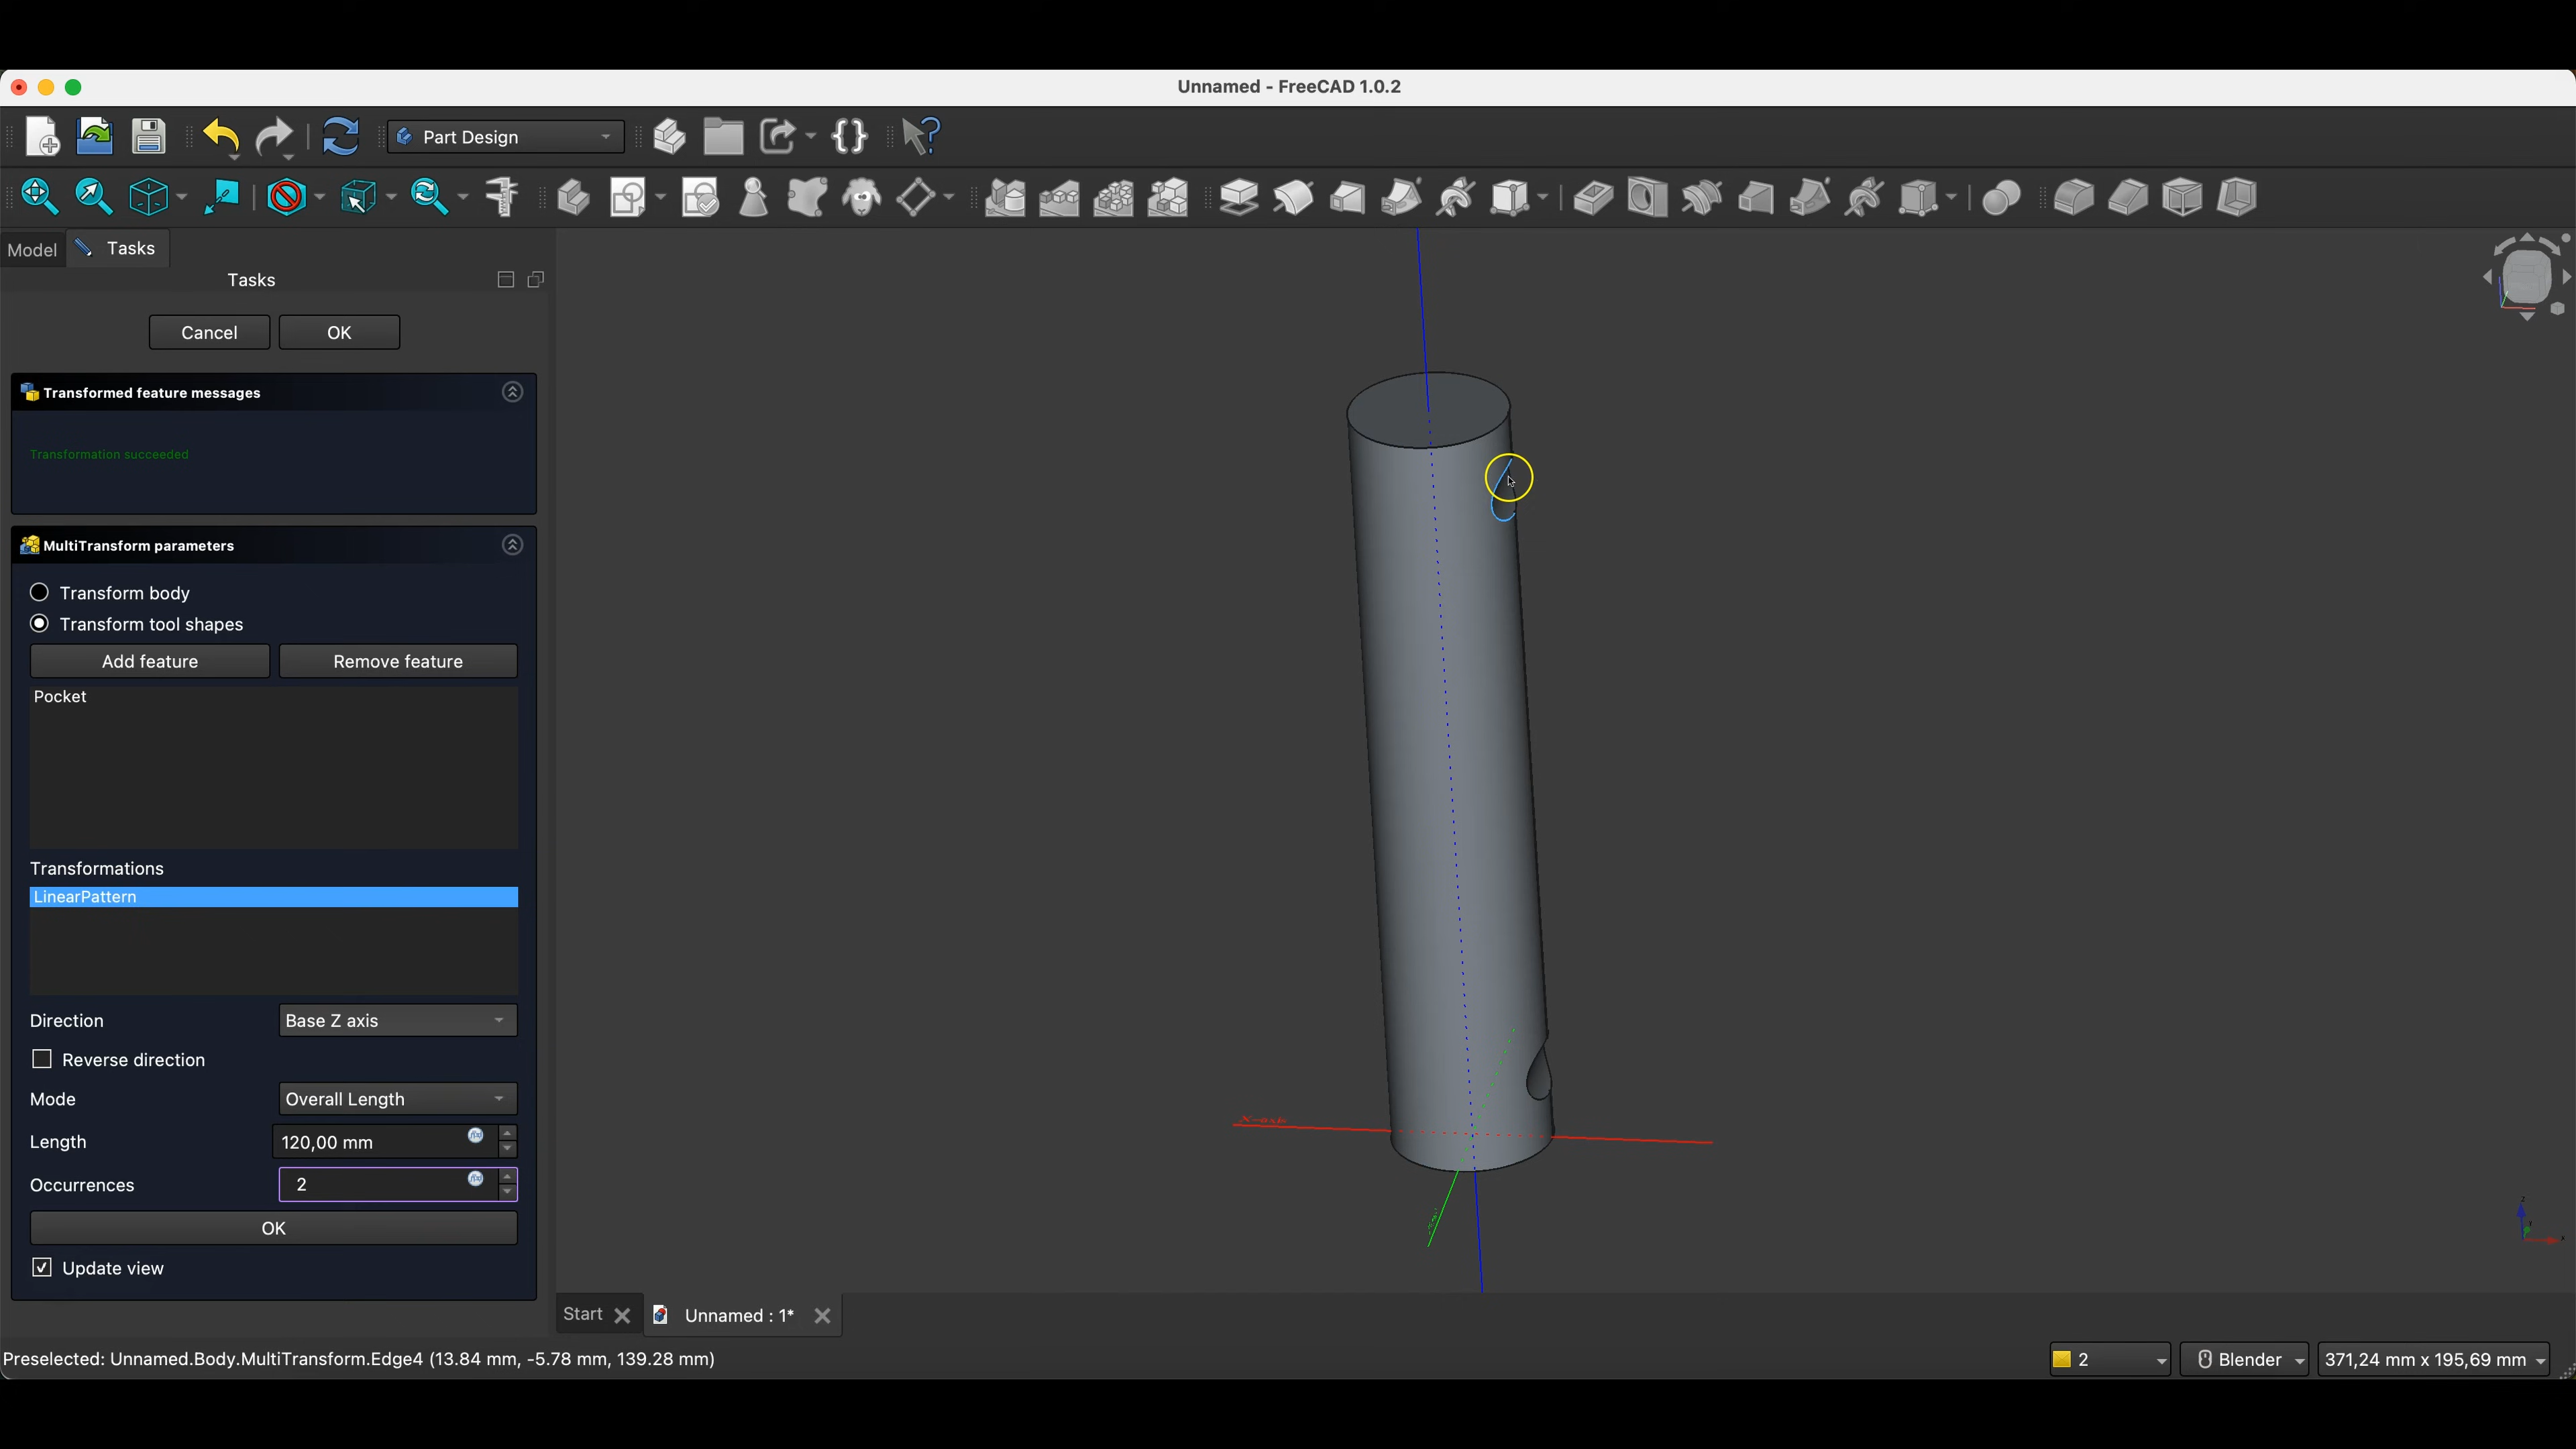 Unnamed - FreeCAD 1.0.2
Part Design
Model
Tasks
Tasks
Cancel
OK
Transformed feature messages
Transformation succeeded
MultiTransform parameters
Transform body
Transform tool shapes
Add feature
Remove feature
Pocket
Transformations
LinearPattern
Direction
Base Z axis
Reverse direction
Mode
Overall Length
Length
120,00 mm
Occurrences
2
OK
Update view
X-axis
Start
Unnamed : 1*
Preselected: Unnamed.Body.MultiTransform.Edge4 (13.84 mm, -5.78 mm, 139.28 mm)
2
Blender
371,24 mm x 195,69 mm